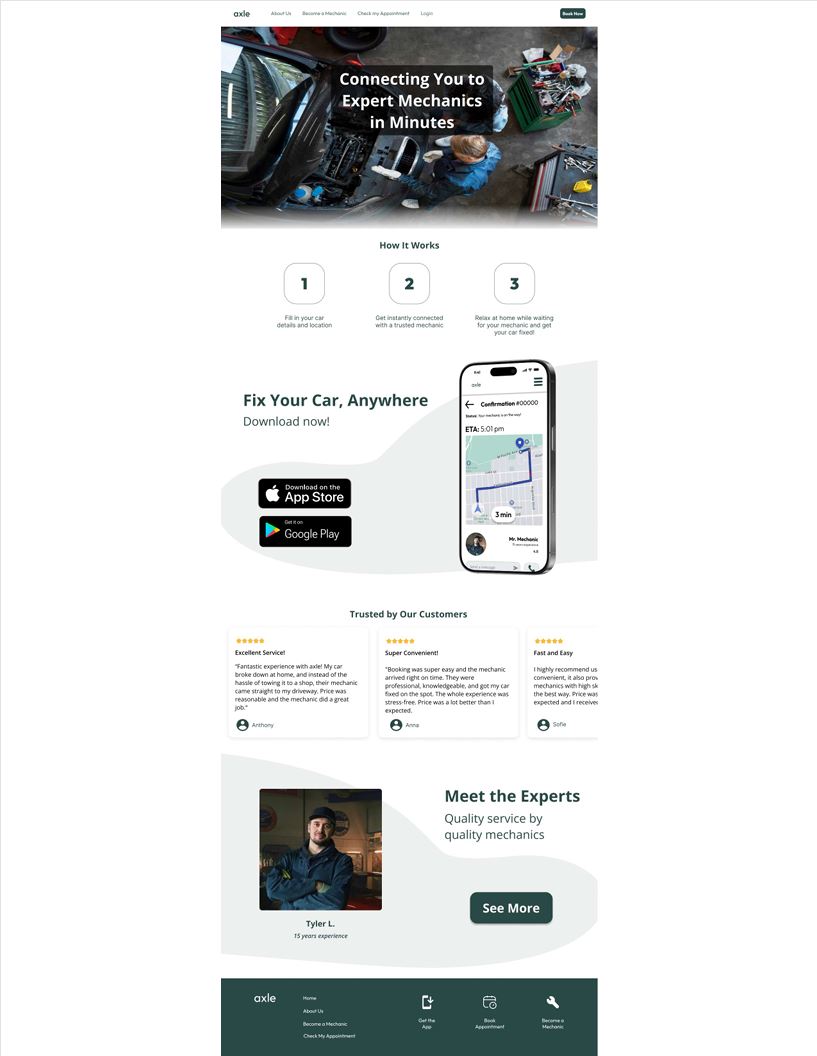 axle
About Us
Become a Mechanic
Check my Appointment
Login
Book Now
Connecting You to
Expert Mechanics
in Minutes
How It Works
1
2
3
Fill in your car
details and location
Get instantly connected
with a trusted mechanic
Relax at home while waiting
for your mechanic and get
your car fixed!
Fix Your Car, Anywhere
Download now!
Download on the
App Store
Get it on
Google Play
9:41
axle
Confirmation #00000
Status: Your mechanic is on the way!
ETA: 5:01 pm
3 min
Mr. Mechanic
15 years experience
4.8
Send a message
Trusted by Our Customers
Excellent Service!
"Fantastic experience with axle! My car
broke down at home, and instead of the
hassle of towing it to a shop, their mechanic
came straight to my driveway. Price was
reasonable and the mechanic did a great
job."
Anthony
Super Convenient!
"Booking was super easy and the mechanic
arrived right on time. They were
professional, knowledgeable, and got my car
fixed on the spot. The whole experience was
stress-free. Price was a lot better than I
expected.
Anna
Fast and Easy
I highly recommend us
convenient, it also prov
mechanics with high sk
the best way. Price was
expected and I received
Sofie
Meet the Experts
Quality service by
quality mechanics
See More
Tyler L.
15 years experience
axle
Home
About Us
Become a Mechanic
Check My Appointment
Get the
App
Book
Appointment
Become a
Mechanic